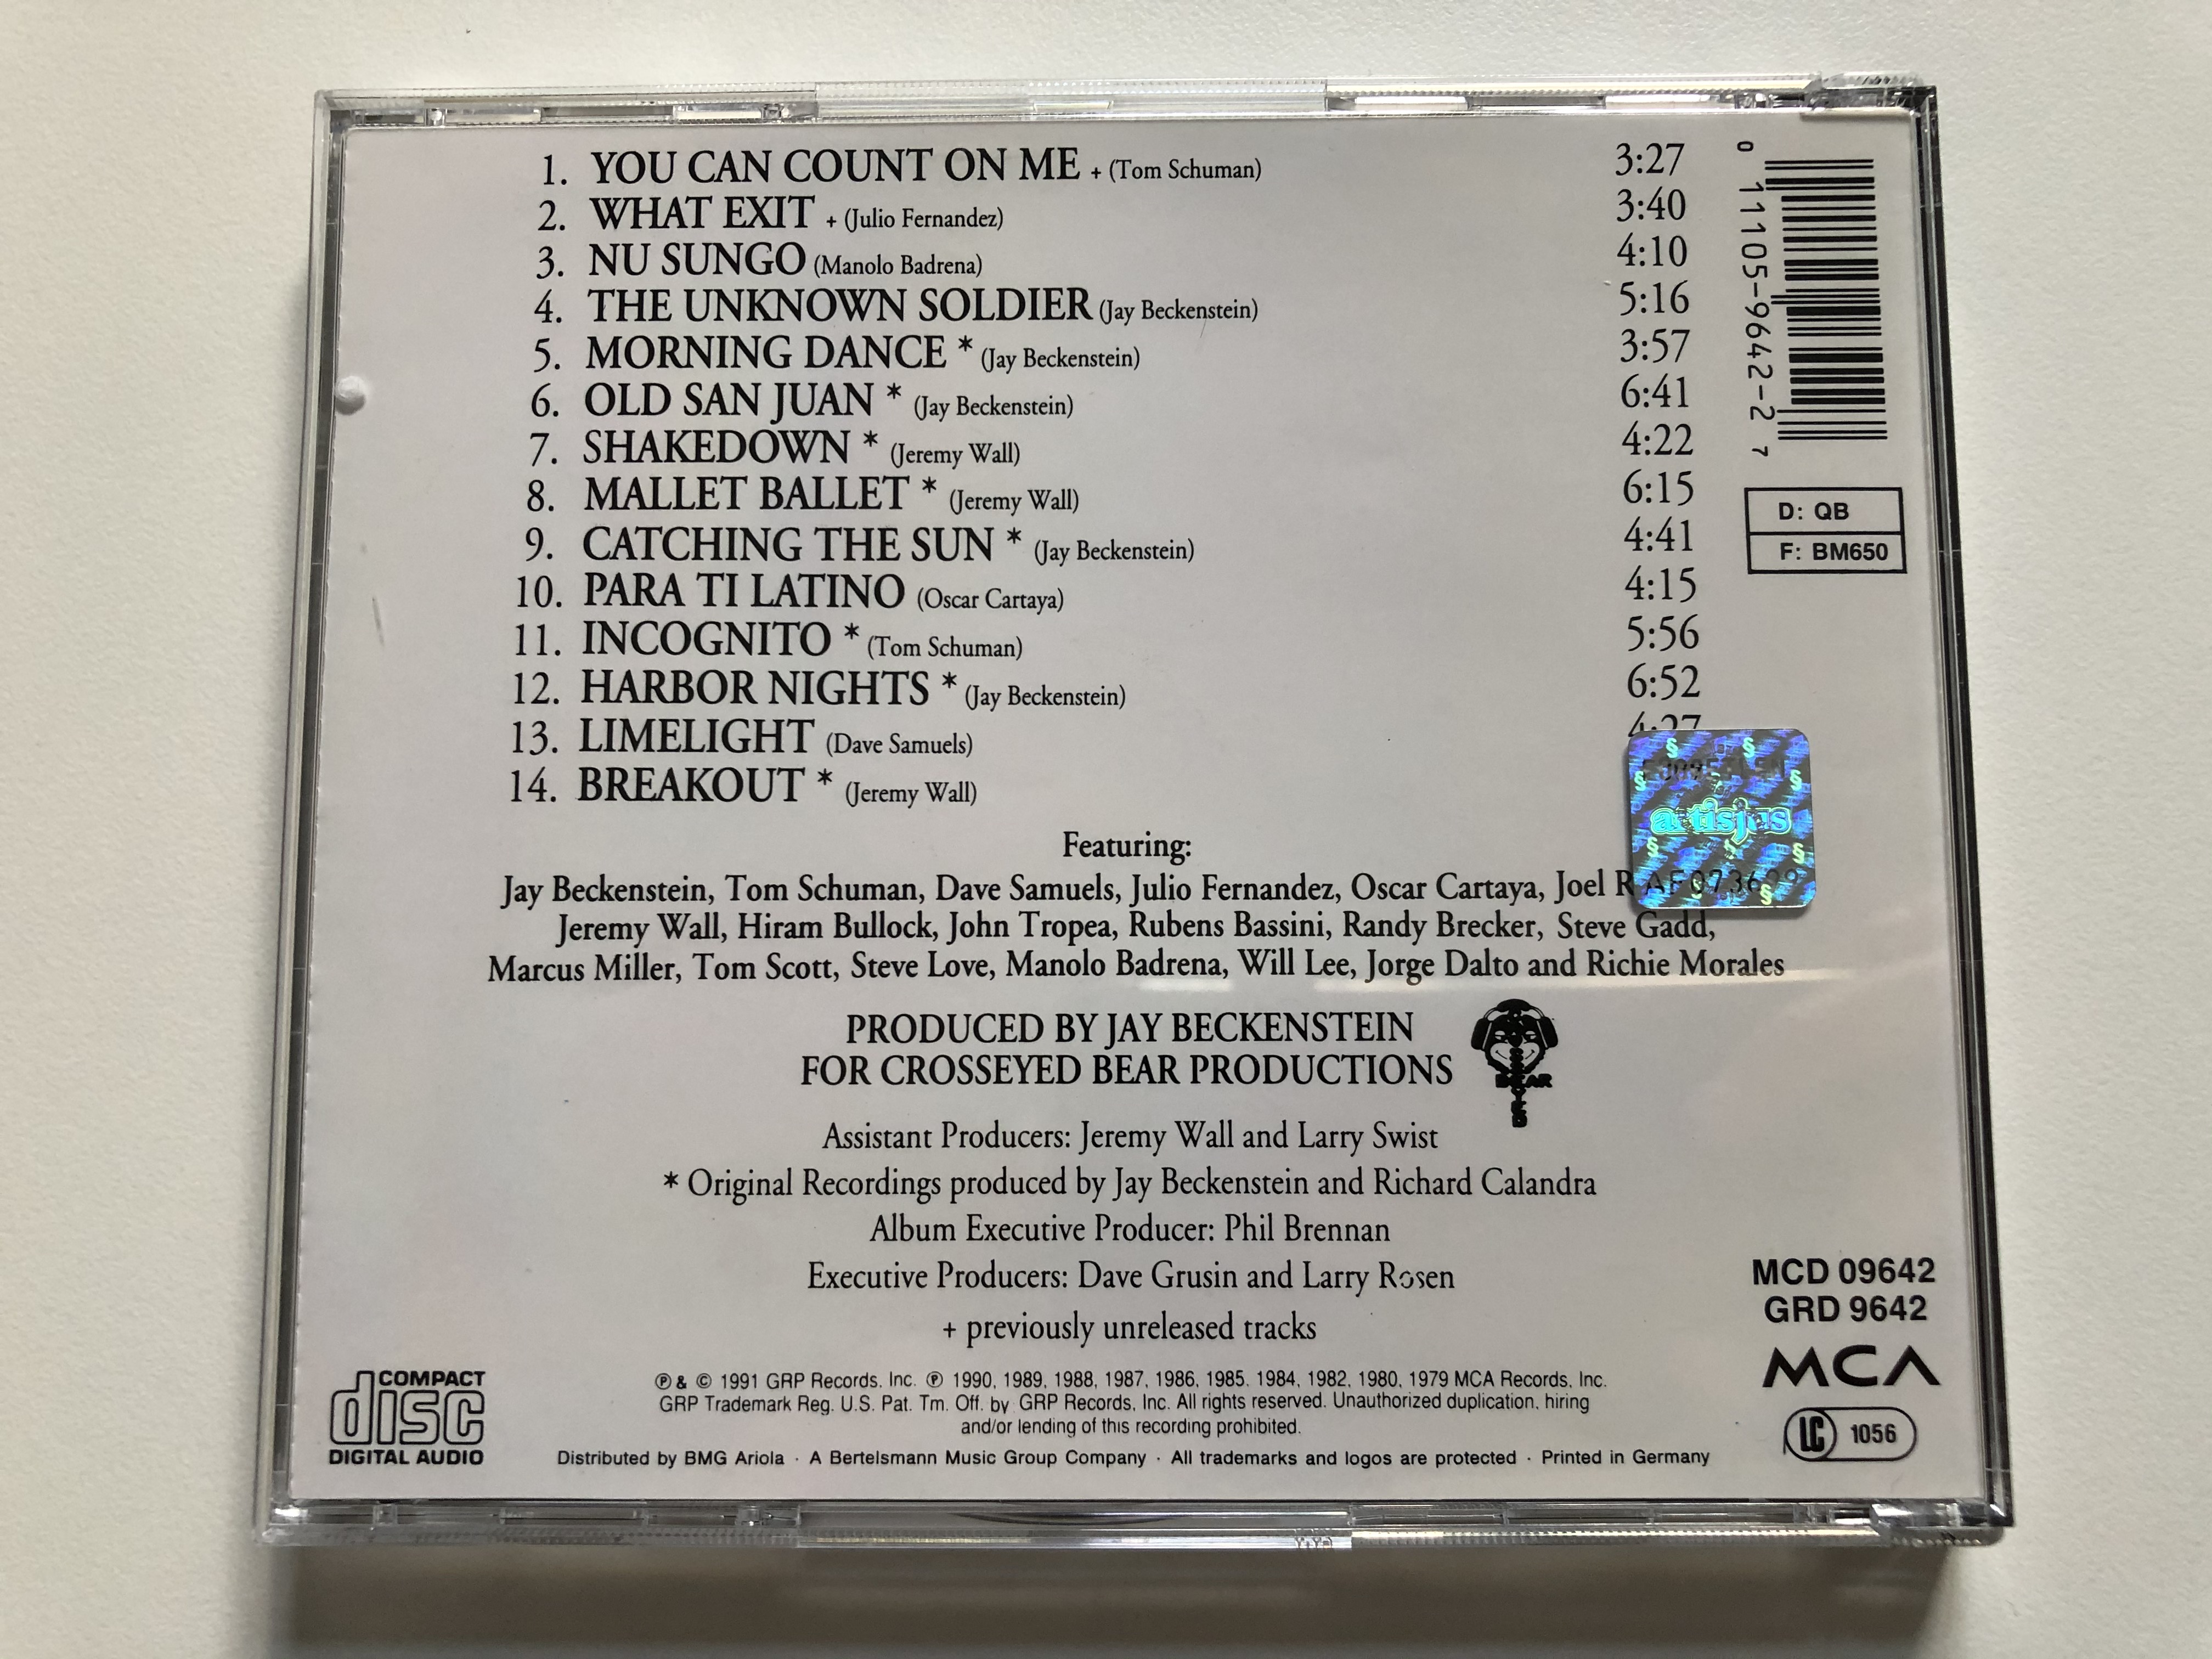 1. YOU CAN COUNT ON ME + (Tom Schuman) 3:27
2. WHAT EXIT + (Julio Fernandez) 3:40
3. NU SUNGO (Manolo Badrena) 4:10
4. THE UNKNOWN SOLDIER (Jay Beckenstein) 5:16
5. MORNING DANCE * (Jay Beckenstein) 3:57
6. OLD SAN JUAN * (Jay Beckenstein) 6:41
7. SHAKEDOWN * (Jeremy Wall) 4:22
8. MALLET BALLET * (Jeremy Wall) 6:15
9. CATCHING THE SUN * (Jay Beckenstein) 4:41
10. PARA TI LATINO (Oscar Cartaya) 4:15
11. INCOGNITO * (Tom Schuman) 5:56
12. HARBOR NIGHTS * (Jay Beckenstein) 6:52
13. LIMELIGHT (Dave Samuels) 4:27
14. BREAKOUT * (Jeremy Wall)
0 11105-9642-2 7
D: QB
F: BM650
artisjus
Featuring:
Jay Beckenstein, Tom Schuman, Dave Samuels, Julio Fernandez, Oscar Cartaya, Joel
Jeremy Wall, Hiram Bullock, John Tropea, Rubens Bassini, Randy Brecker, Steve Gadd,
Marcus Miller, Tom Scott, Steve Love, Manolo Badrena, Will Lee, Jorge Dalto and Richie Morales
PRODUCED BY JAY BECKENSTEIN
FOR CROSSEYED BEAR PRODUCTIONS
BEAR
Assistant Producers: Jeremy Wall and Larry Swist
* Original Recordings produced by Jay Beckenstein and Richard Calandra
Album Executive Producer: Phil Brennan
Executive Producers: Dave Grusin and Larry Rosen
+ previously unreleased tracks
MCD 09642
GRD 9642
MCA
LC 1056
COMPACT
disc
DIGITAL AUDIO
℗ & © 1991 GRP Records, Inc. ℗ 1990, 1989, 1988, 1987, 1986, 1985, 1984, 1982, 1980, 1979 MCA Records, Inc.
GRP Trademark Reg. U.S. Pat. Tm. Off. by GRP Records, Inc. All rights reserved. Unauthorized duplication, hiring
and/or lending of this recording prohibited.
Distributed by BMG Ariola · A Bertelsmann Music Group Company · All trademarks and logos are protected · Printed in Germany